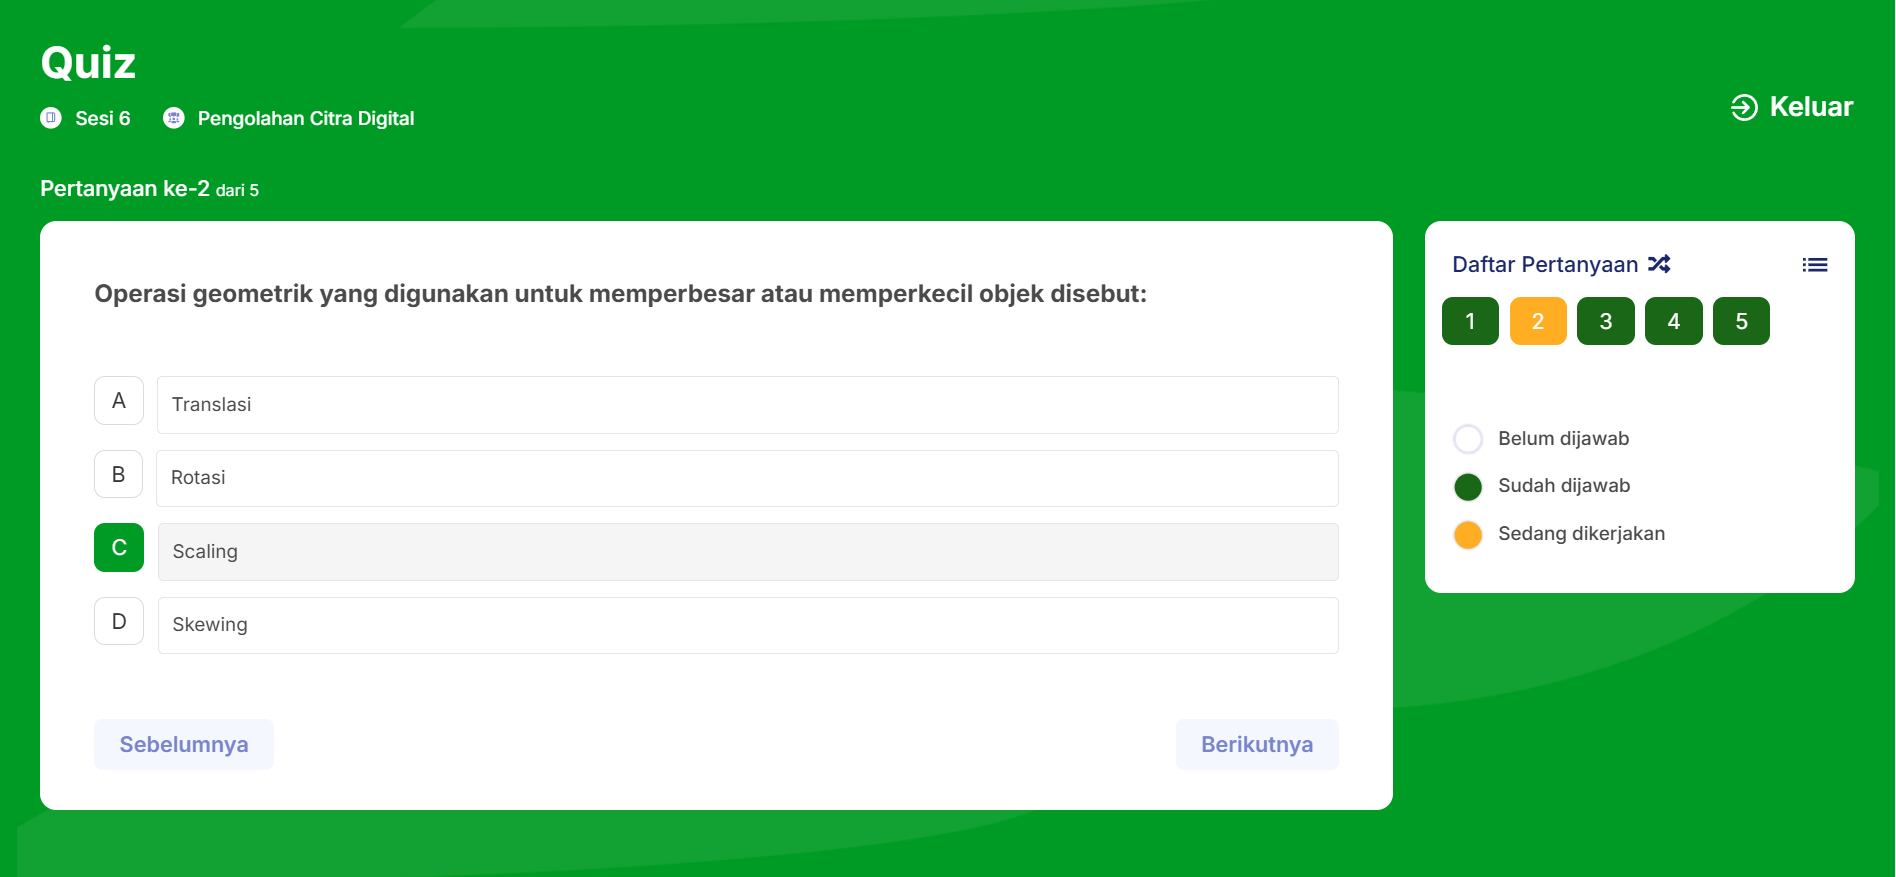 Quiz
Sesi 6 Pengolahan Citra Digital
Keluar
Pertanyaan ke-2 dari 5
Operasi geometrik yang digunakan untuk memperbesar atau memperkecil objek disebut:
A Translasi
B Rotasi
C Scaling
D Skewing
Sebelumnya Berikutnya
Daftar Pertanyaan
1 2 3 4 5
Belum dijawab
Sudah dijawab
Sedang dikerjakan